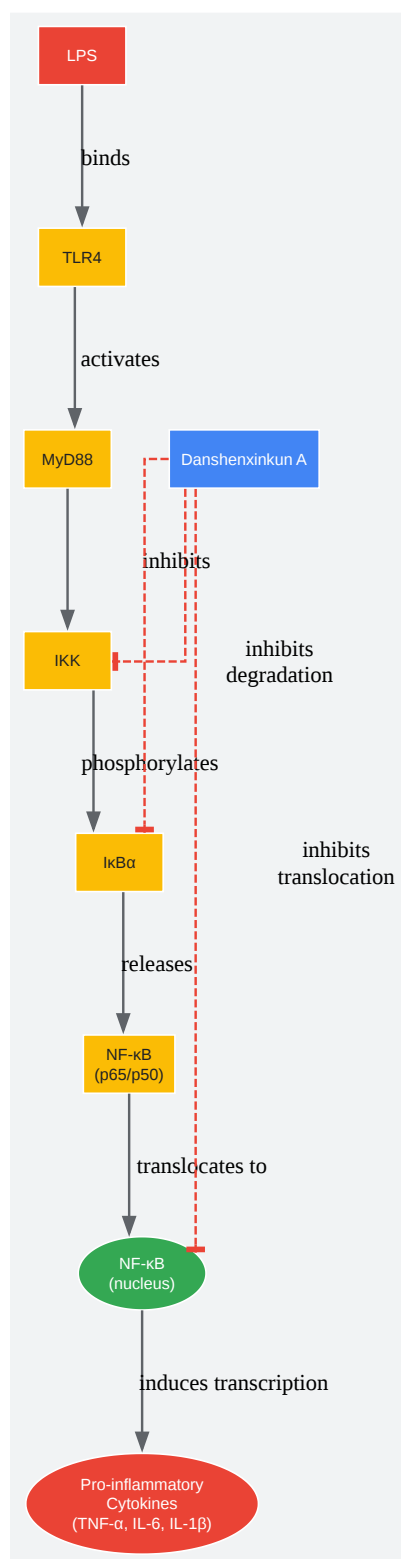 LPS
binds
TLR4
activates
MyD88
Danshenxinkun A
inhibits
inhibits
degradation
IKK
phosphorylates
inhibits
translocation
IκBα
releases
NF-κB
(p65/p50)
translocates to
NF-κB
(nucleus)
induces transcription
Pro-inflammatory
Cytokines
(TNF-α, IL-6, IL-1β)